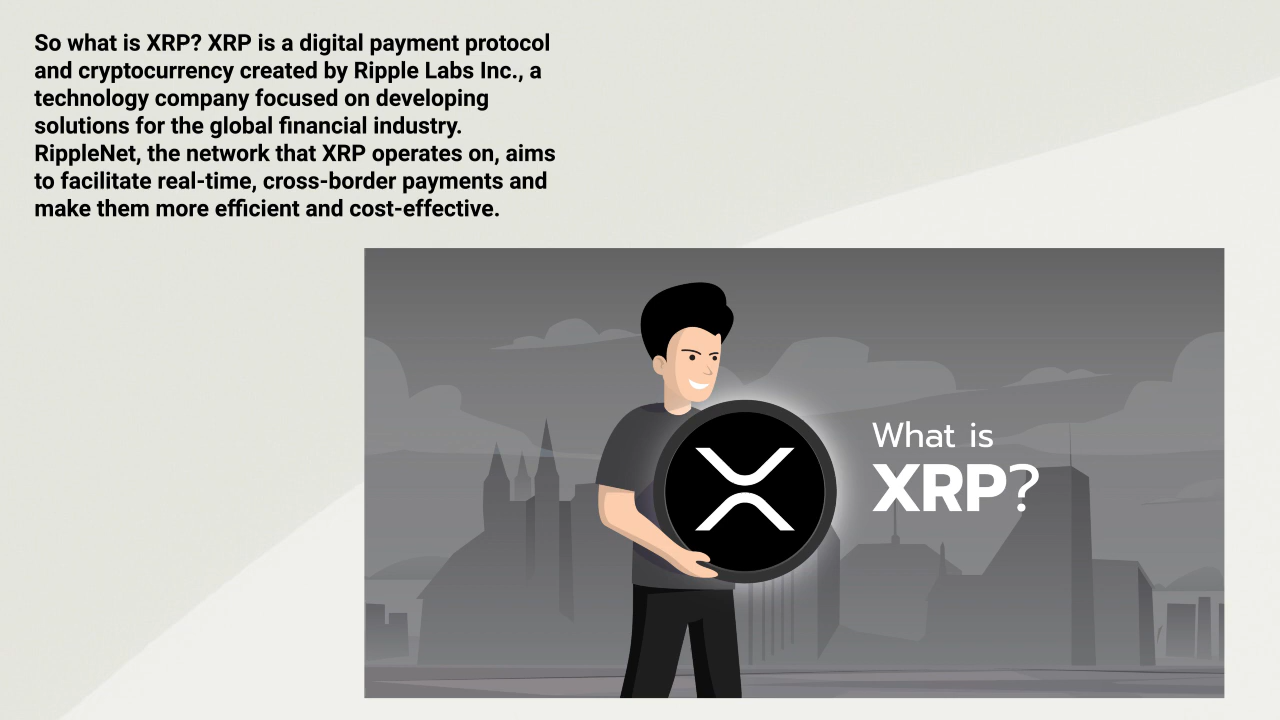 So what is XRP? XRP is a digital payment protocol
and cryptocurrency created by Ripple Labs Inc., a
technology company focused on developing
solutions for the global financial industry.
RippleNet, the network that XRP operates on, aims
to facilitate real-time, cross-border payments and
make them more efficient and cost-effective.
What is
XRP?